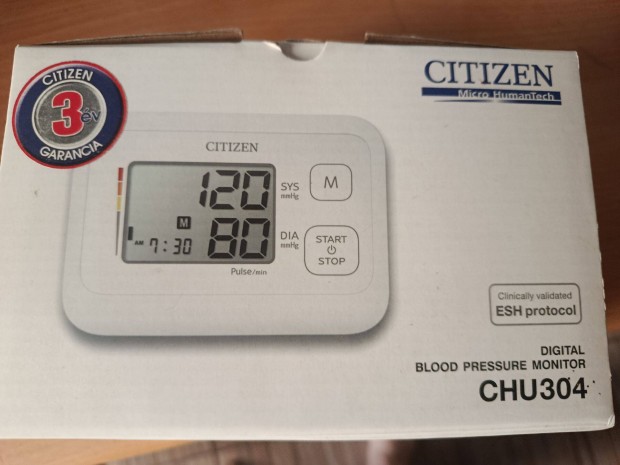 CITIZEN
3 év
GARANCIA
CITIZEN
Micro HumanTech
CITIZEN
120
SYS
mmHg
M
M
80
DIA
mmHg
AM 7:30
START
STOP
Pulse/min
Clinically validated
ESH protocol
DIGITAL
BLOOD PRESSURE MONITOR
CHU304